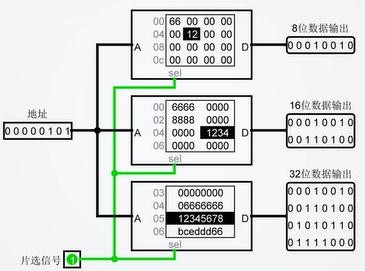 8位数据输出
00 66 00 00 00
04 00 12 00 00
08 00 00 00 00
0c 00 00 00 00
A
D
sel
00010010
地址
00000101
16位数据输出
00 6666 0000
02 8888 0000
04 0000 1234
06 0000 0000
A
D
sel
00010010
00110100
32位数据输出
03 00000000
04 06666666
05 12345678
06 bceddd66
A
D
sel
00010010
00110100
01010110
01111000
片选信号
1